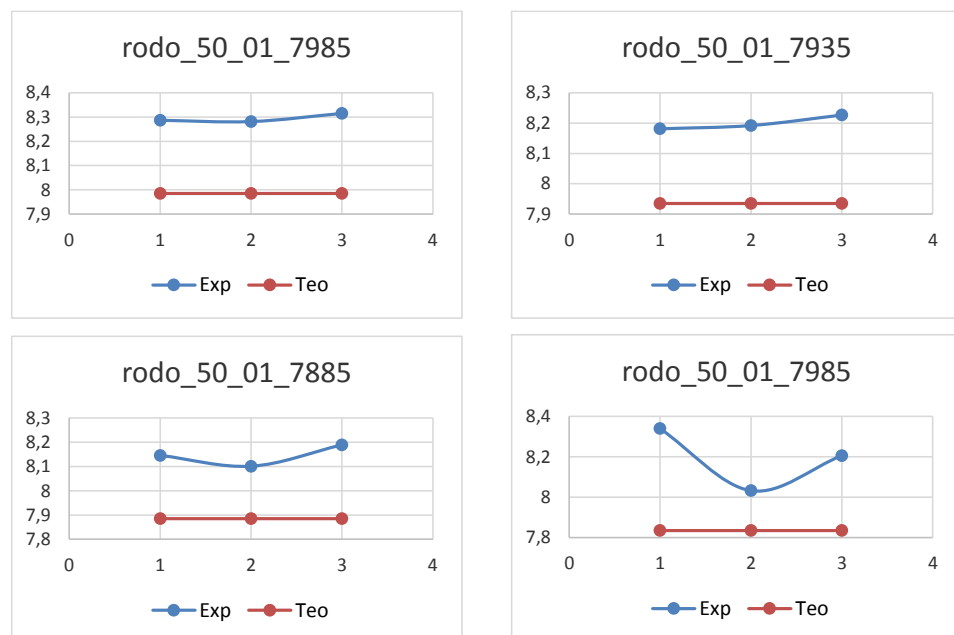 rodo_50_01_7985
8,4
8,3
8,2
8,1
8
7,9
0 1 2 3 4
Exp Teo
rodo_50_01_7935
8,3
8,2
8,1
8
7,9
0 1 2 3 4
Exp Teo
rodo_50_01_7885
8,3
8,2
8,1
8
7,9
7,8
0 1 2 3 4
Exp Teo
rodo_50_01_7985
8,4
8,2
8
7,8
0 1 2 3 4
Exp Teo